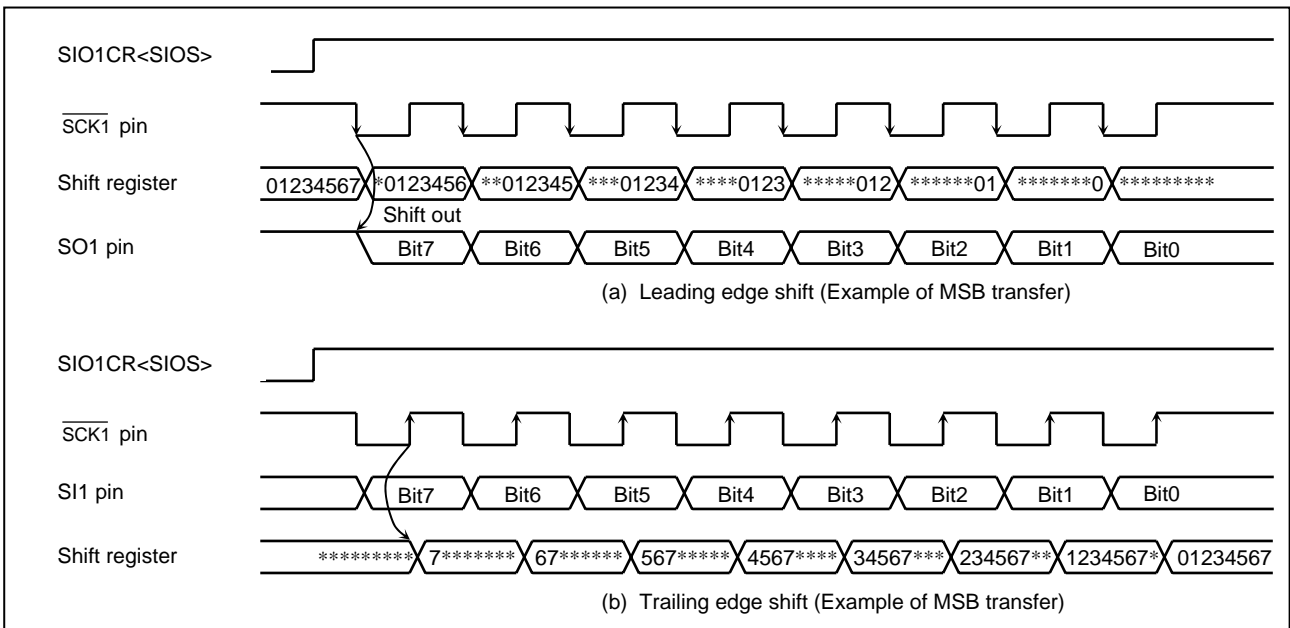 SIO1CR<SIOS>
SCK1 pin
Shift register 01234567 *0123456 **012345 ***01234 ****0123 *****012 ******01 *******0 *********
Shift out
SO1 pin Bit7 Bit6 Bit5 Bit4 Bit3 Bit2 Bit1 Bit0
(a) Leading edge shift (Example of MSB transfer)
SIO1CR<SIOS>
SCK1 pin
SI1 pin Bit7 Bit6 Bit5 Bit4 Bit3 Bit2 Bit1 Bit0
Shift register ********* 7******* 67****** 567***** 4567**** 34567*** 234567** 1234567* 01234567
(b) Trailing edge shift (Example of MSB transfer)